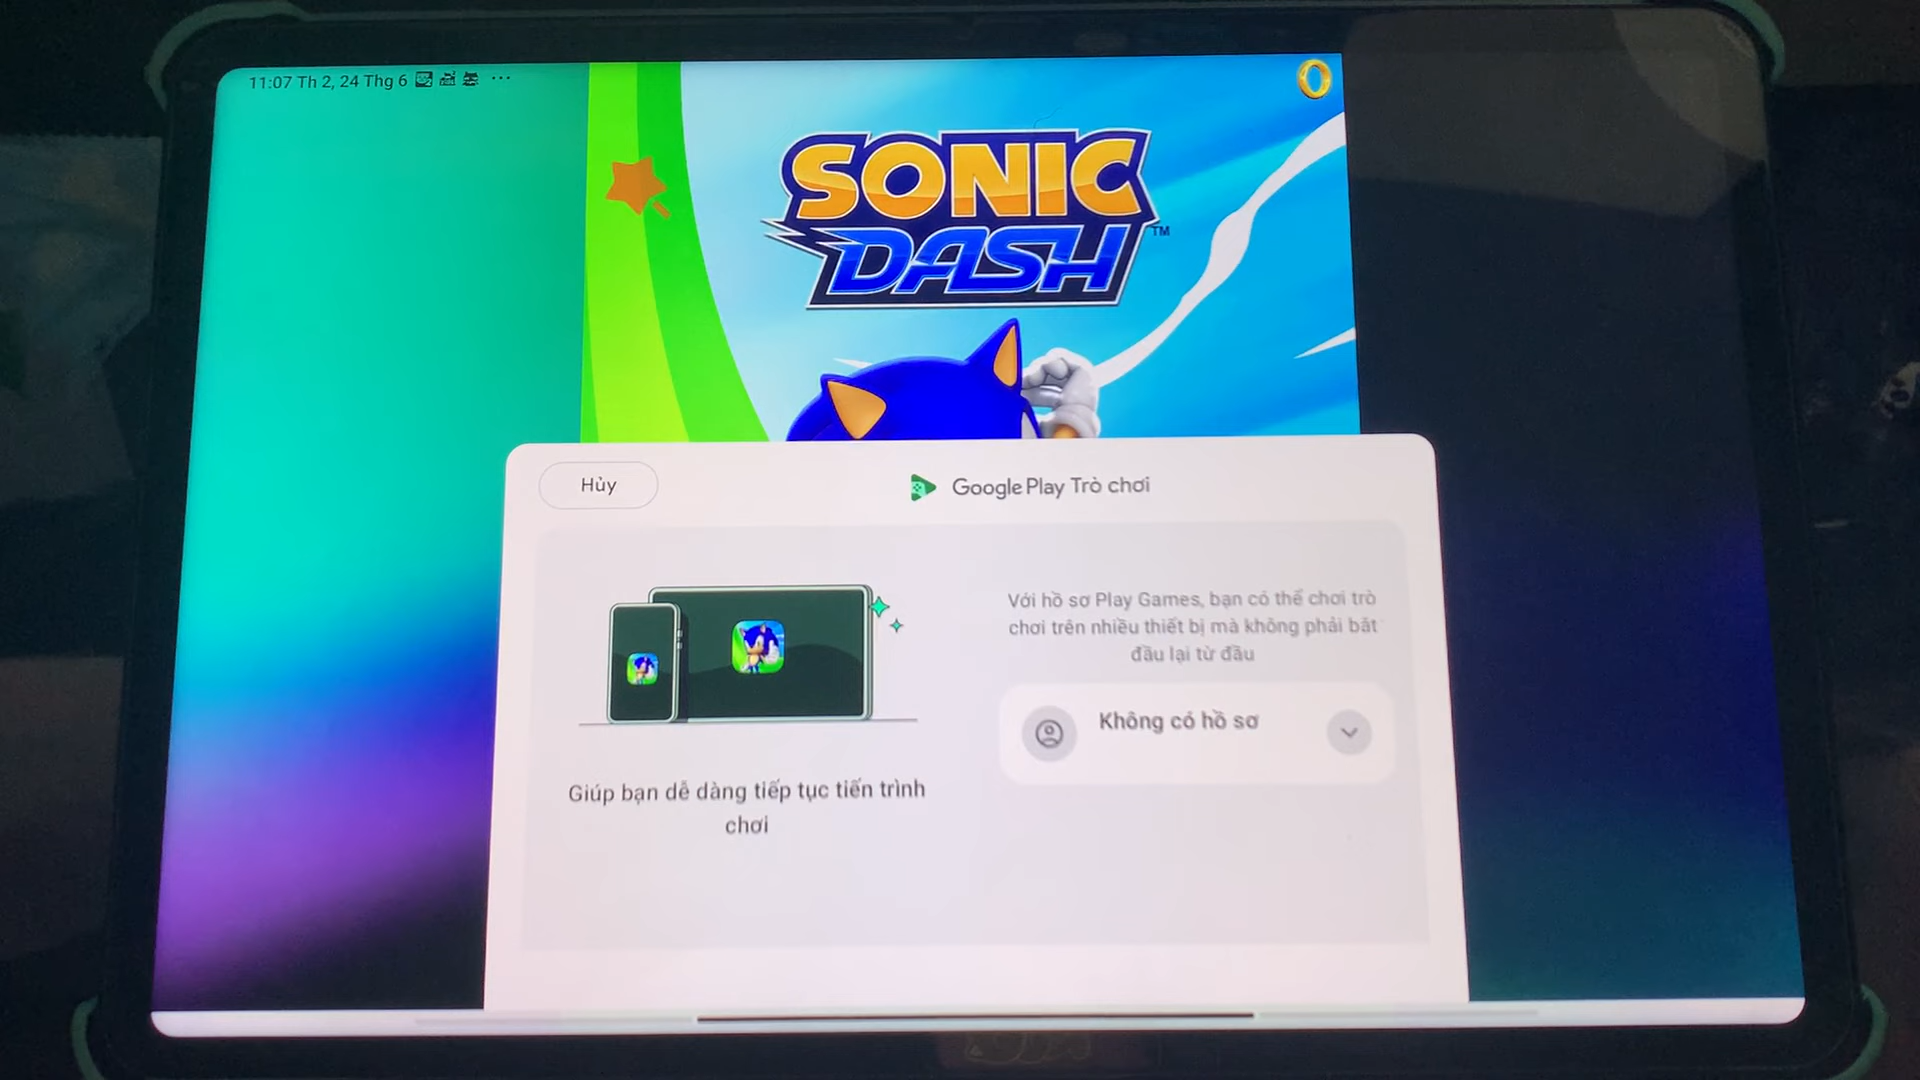 11:07 Th 2, 24 Thg 6
SONIC
DASH™
Hủy
Google Play Trò chơi
Với hồ sơ Play Games, bạn có thể chơi trò
chơi trên nhiều thiết bị mà không phải bắt
đầu lại từ đầu
Không có hồ sơ
Giúp bạn dễ dàng tiếp tục tiến trình
chơi